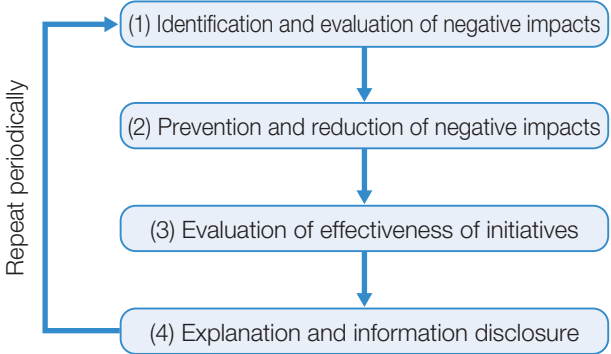 (1) Identification and evaluation of negative impacts
(2) Prevention and reduction of negative impacts
(3) Evaluation of effectiveness of initiatives
(4) Explanation and information disclosure
Repeat periodically